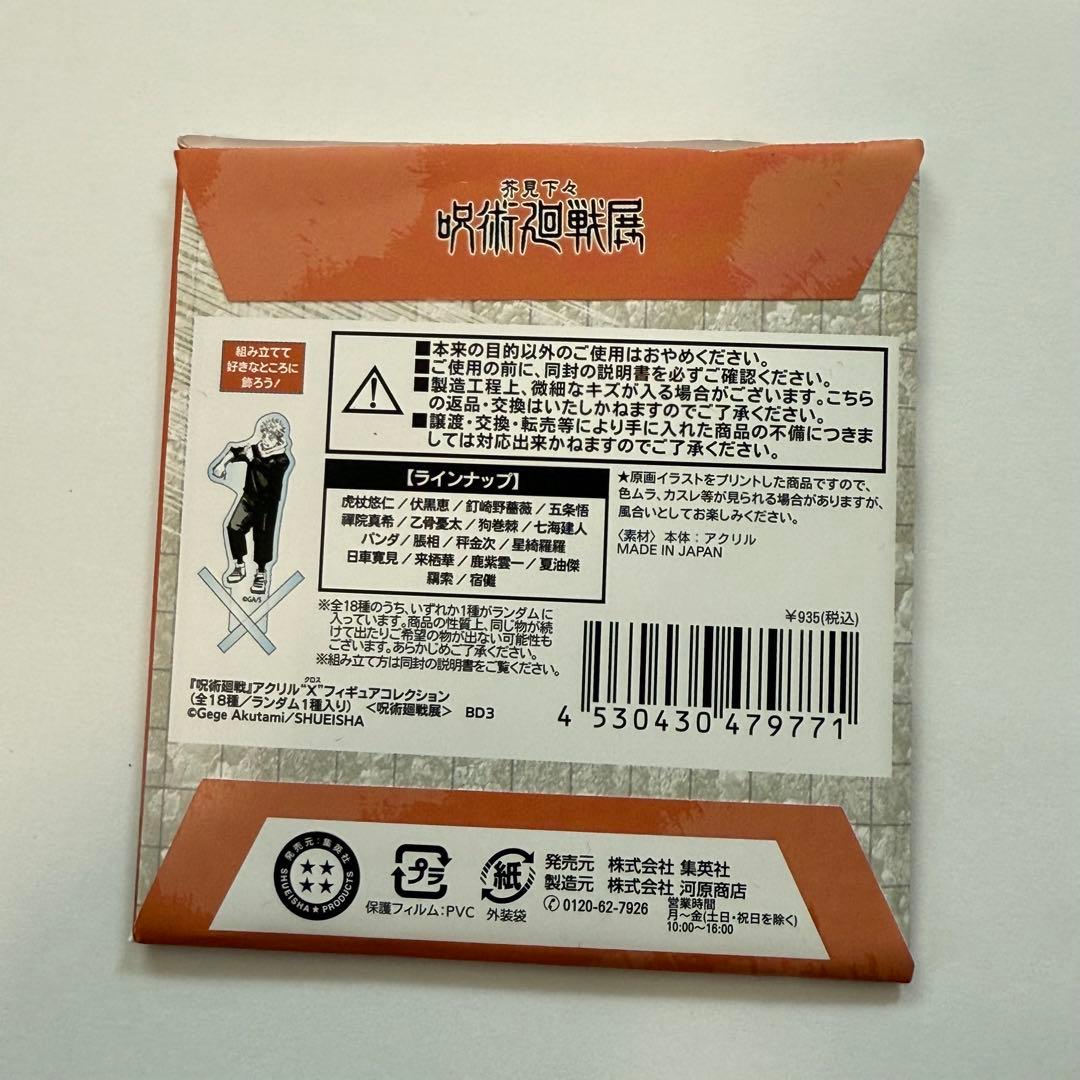 芥見下々
呪術廻戦展
組み立てて
好きなところに
飾ろう!
©GA/S
■本来の目的以外のご使用はおやめください。
■ご使用の前に、同封の説明書を必ずご確認ください。
■製造工程上、微細なキズが入る場合がございます。こちら
の返品・交換はいたしかねますのでご了承ください。
■譲渡・交換・転売等により手に入れた商品の不備につきま
しては対応出来かねますのでご了承ください。
【ラインナップ】
虎杖悠仁/伏黒恵/釘崎野薔薇/五条悟
禪院真希/乙骨憂太/狗巻棘/七海建人
パンダ/脹相/秤金次/星綺羅羅
日車寛見/来栖華/鹿紫雲一/夏油傑
羂索/宿儺
★原画イラストをプリントした商品ですので、
色ムラ、カスレ等が見られる場合がありますが、
風合いとしてお楽しみください。
〈素材〉本体:アクリル
MADE IN JAPAN
※全18種のうち、いずれか1種がランダムに
入っています。商品の性質上、同じ物が続
けて出たりご希望の物が出ない可能性も
ございます。あらかじめご了承ください。
※組み立て方は同封の説明書をご覧ください。
クロス
『呪術廻戦』アクリル“X”フィギュアコレクション
(全18種/ランダム1種入り) <呪術廻戦展> BD3
©Gege Akutami/SHUEISHA
¥935(税込)
4 530430 479771
発売元:集英社
SHUEISHA★PRODUCTS
プラ
保護フィルム:PVC
紙
外装袋
発売元 株式会社 集英社
製造元 株式会社 河原商店
0120-62-7926
営業時間
月〜金(土日・祝日を除く)
10:00〜16:00